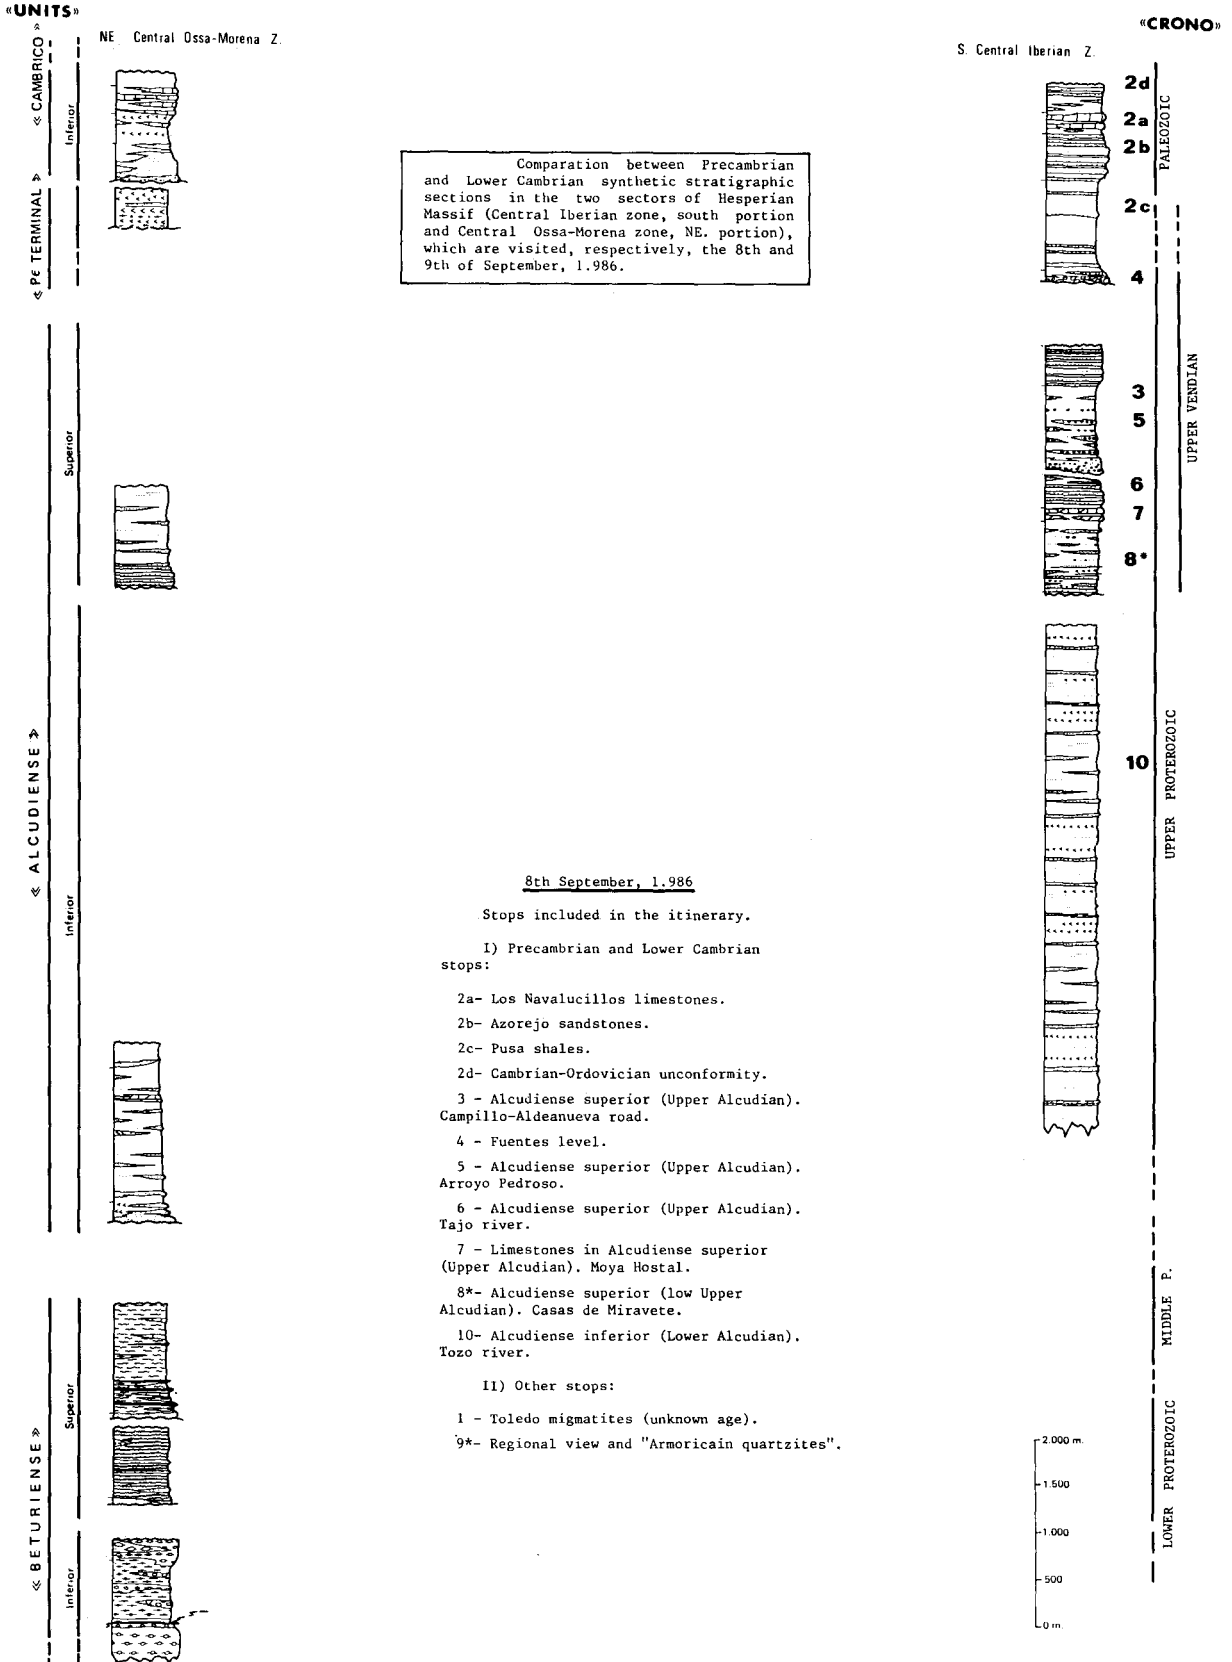 «UNITS»
«CRONO»
NE Central Ossa-Morena Z.
S. Central Iberian Z.
« CAMBRICO »
Inferior
« Pє TERMINAL »
Superior
« ALCUDIENSE »
Inferior
Superior
« BETURIENSE »
Inferior
Comparation between Precambrian
and Lower Cambrian synthetic stratigraphic
sections in the two sectors of Hesperian
Massif (Central Iberian zone, south portion
and Central Ossa-Morena zone, NE. portion),
which are visited, respectively, the 8th and
9th of September, 1.986.
8th September, 1.986
Stops included in the itinerary.
I) Precambrian and Lower Cambrian
stops:
2a- Los Navalucillos limestones.
2b- Azorejo sandstones.
2c- Pusa shales.
2d- Cambrian-Ordovician unconformity.
3 - Alcudiense superior (Upper Alcudian).
Campillo-Aldeanueva road.
4 - Fuentes level.
5 - Alcudiense superior (Upper Alcudian).
Arroyo Pedroso.
6 - Alcudiense superior (Upper Alcudian).
Tajo river.
7 - Limestones in Alcudiense superior
(Upper Alcudian). Moya Hostal.
8*- Alcudiense superior (low Upper
Alcudian). Casas de Miravete.
10- Alcudiense inferior (Lower Alcudian).
Tozo river.
II) Other stops:
1 - Toledo migmatites (unknown age).
9*- Regional view and "Armoricain quartzites".
2d
2a
2b
2c
4
3
5
6
7
8*
10
PALEOZOIC
UPPER VENDIAN
UPPER PROTEROZOIC
MIDDLE P.
LOWER PROTEROZOIC
2.000 m.
1.500
1.000
500
0 m.